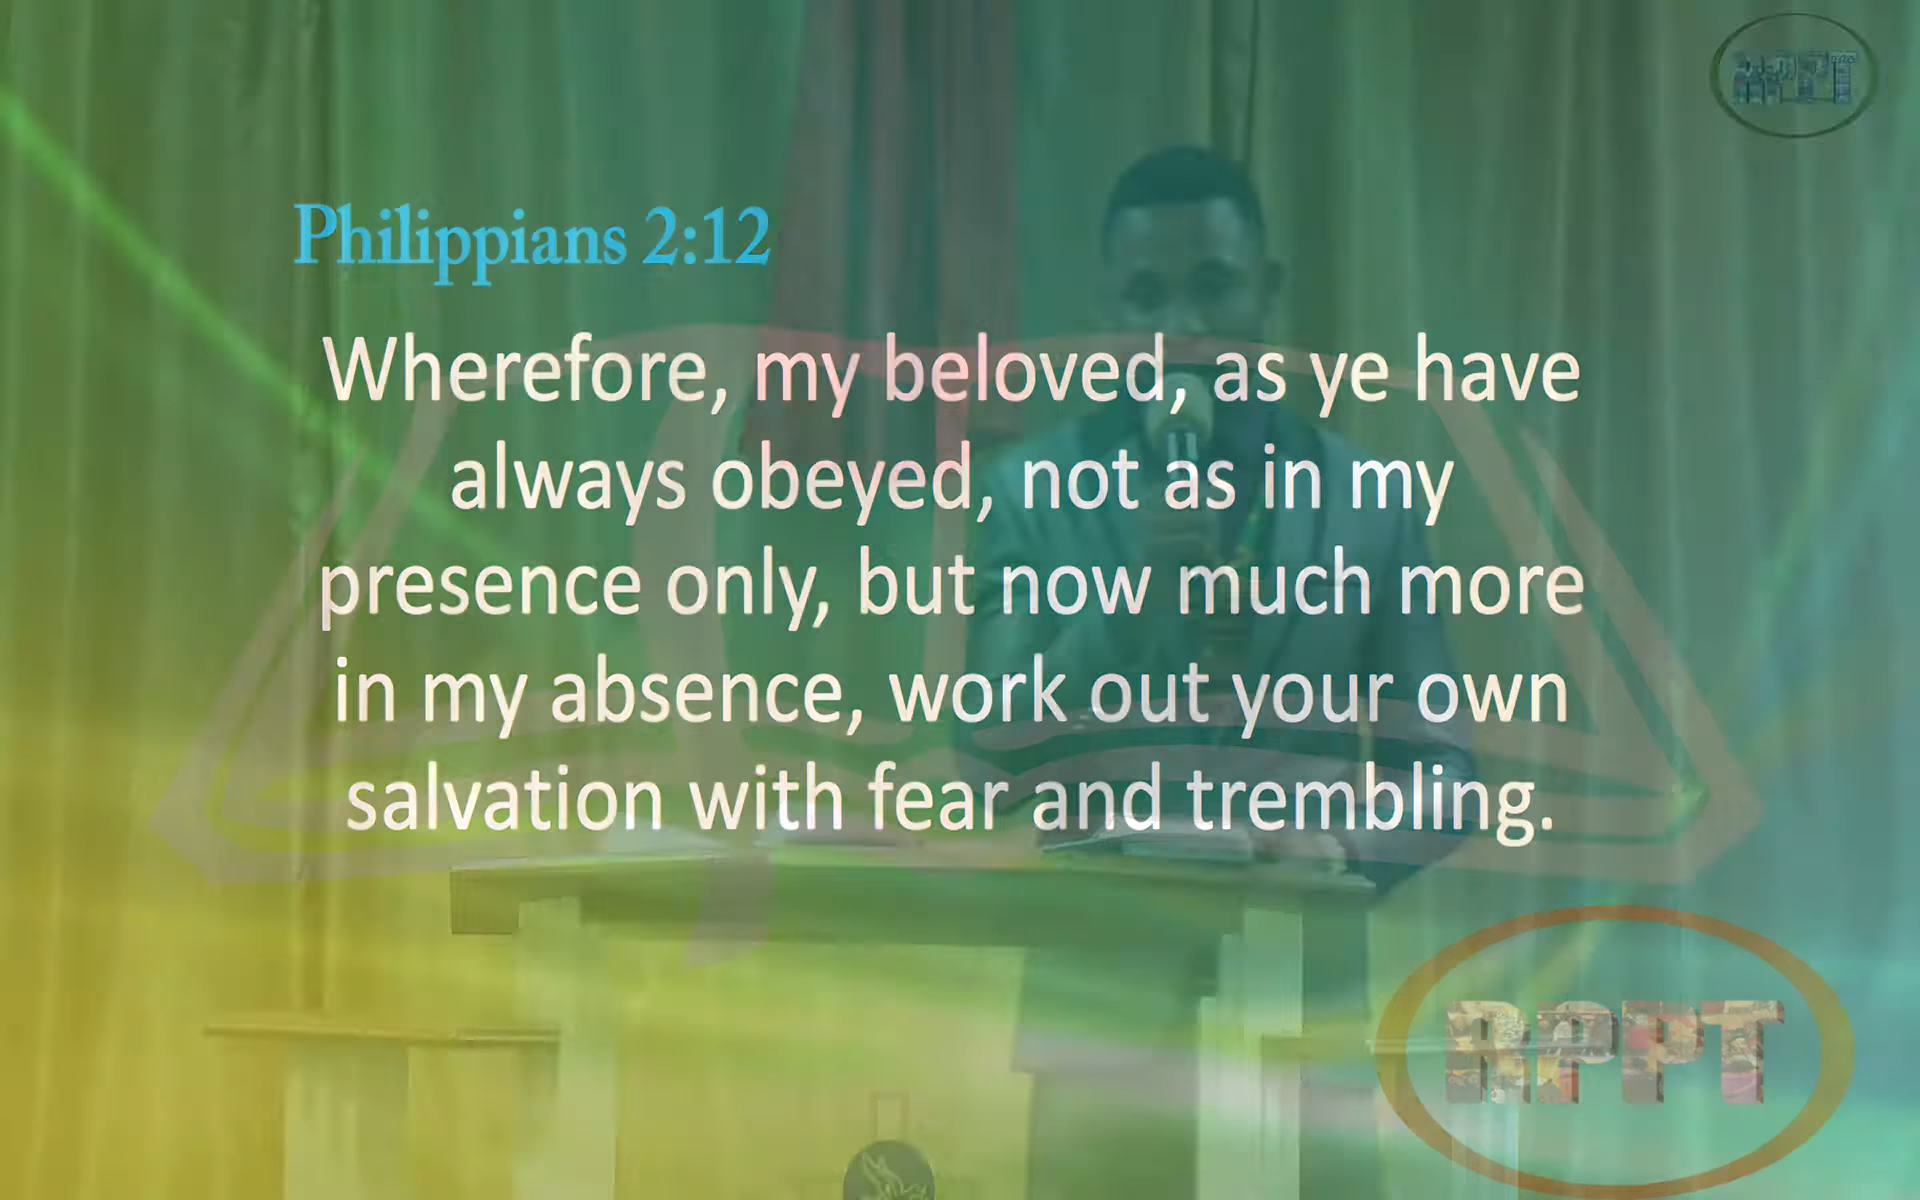 Philippians 2:12
Wherefore, my beloved, as ye have
always obeyed, not as in my
presence only, but now much more
in my absence, work out your own
salvation with fear and trembling.
RPPT